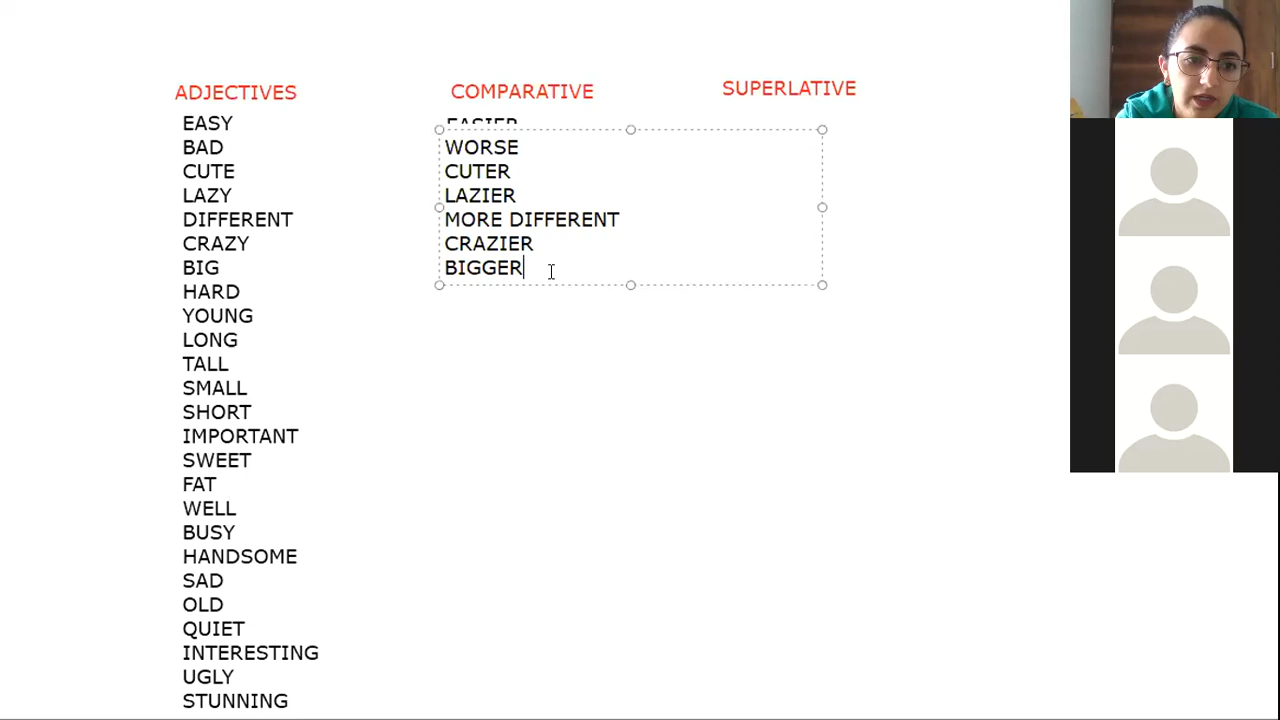 ADJECTIVES COMPARATIVE SUPERLATIVE
EASY EASIER
BAD WORSE
CUTE CUTER
LAZY LAZIER
DIFFERENT MORE DIFFERENT
CRAZY CRAZIER
BIG BIGGER
HARD
YOUNG
LONG
TALL
SMALL
SHORT
IMPORTANT
SWEET
FAT
WELL
BUSY
HANDSOME
SAD
OLD
QUIET
INTERESTING
UGLY
STUNNING